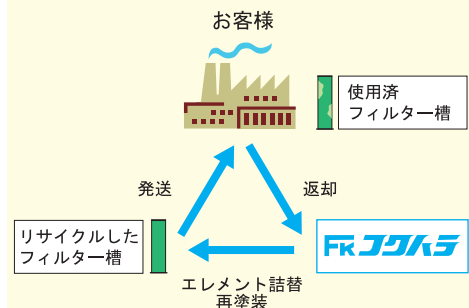 お客様
使用済
フィルター槽
発送
返却
リサイクルした
フィルター槽
FK フクハラ
エレメント詰替
再塗装